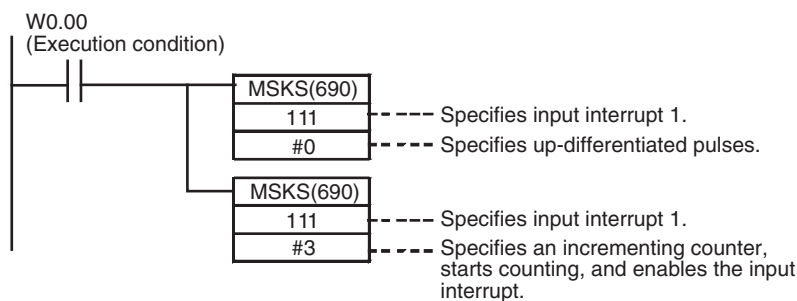 W0.00
(Execution condition)
MSKS(690)
111
Specifies input interrupt 1.
#0
Specifies up-differentiated pulses.
MSKS(690)
111
Specifies input interrupt 1.
#3
Specifies an incrementing counter,
starts counting, and enables the input
interrupt.